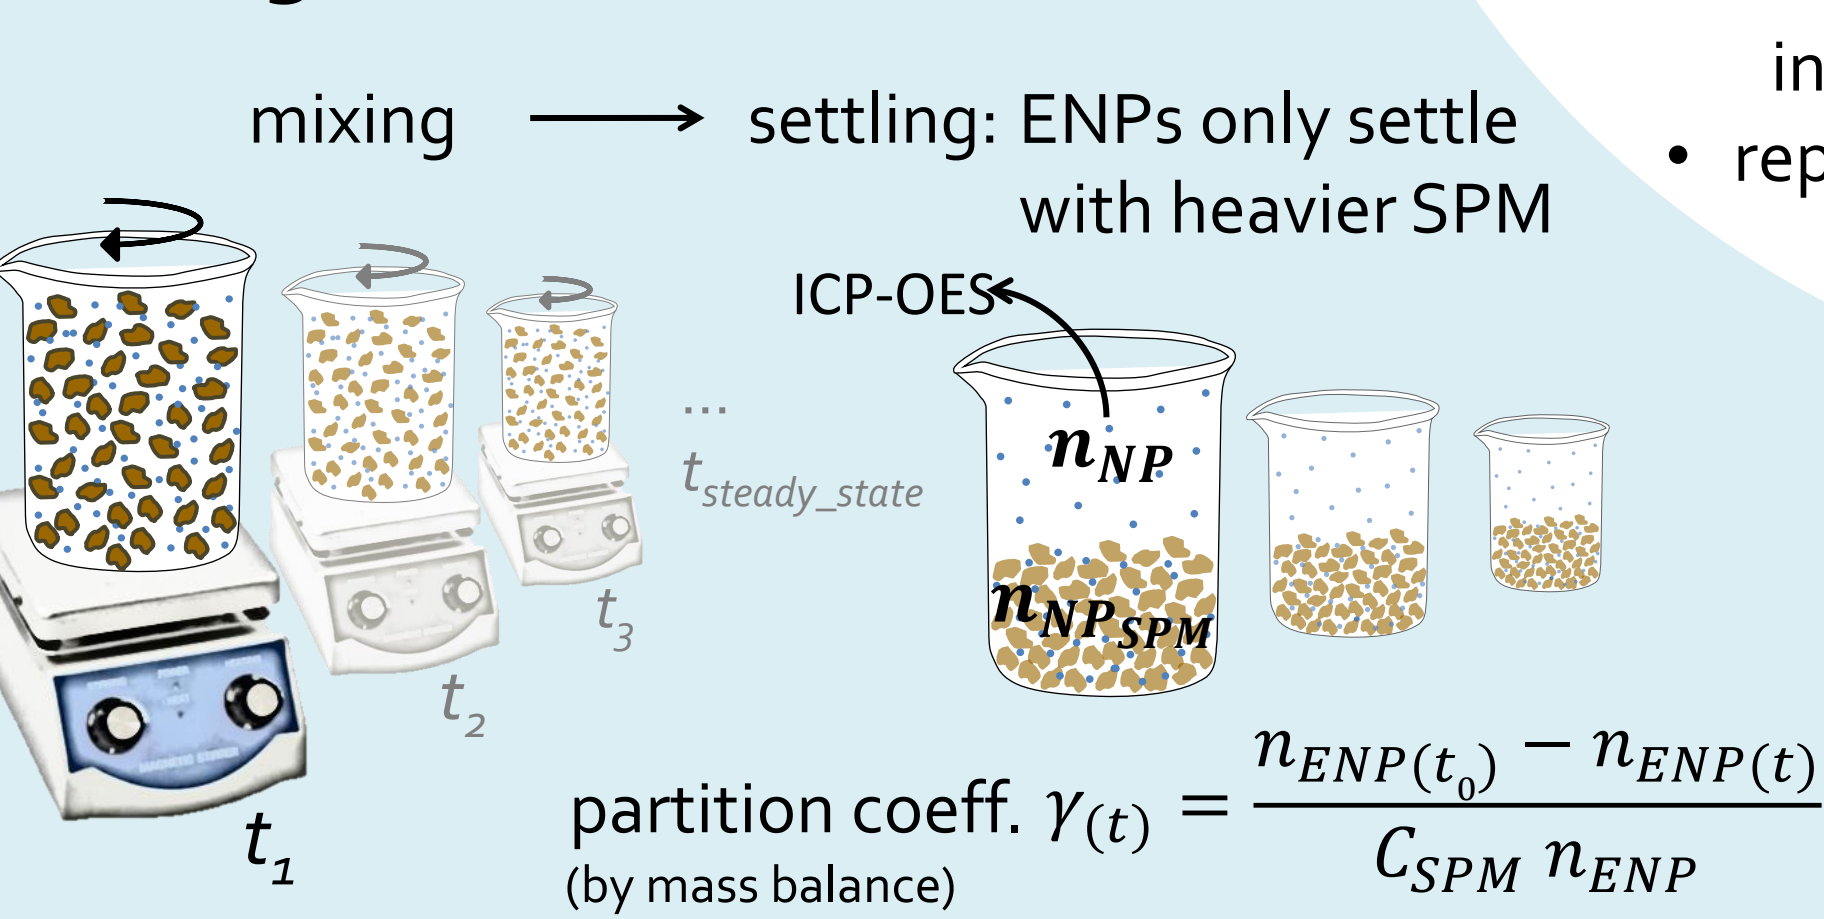 mixing → settling: ENPs only settle
with heavier SPM
in
• rep
ICP-OES
...
t_steady_state
n_NP
n_NP_SPM
t_3
t_2
t_1
partition coeff. γ_(t) = (n_ENP(t_0) − n_ENP(t)) / (C_SPM n_ENP)
(by mass balance)